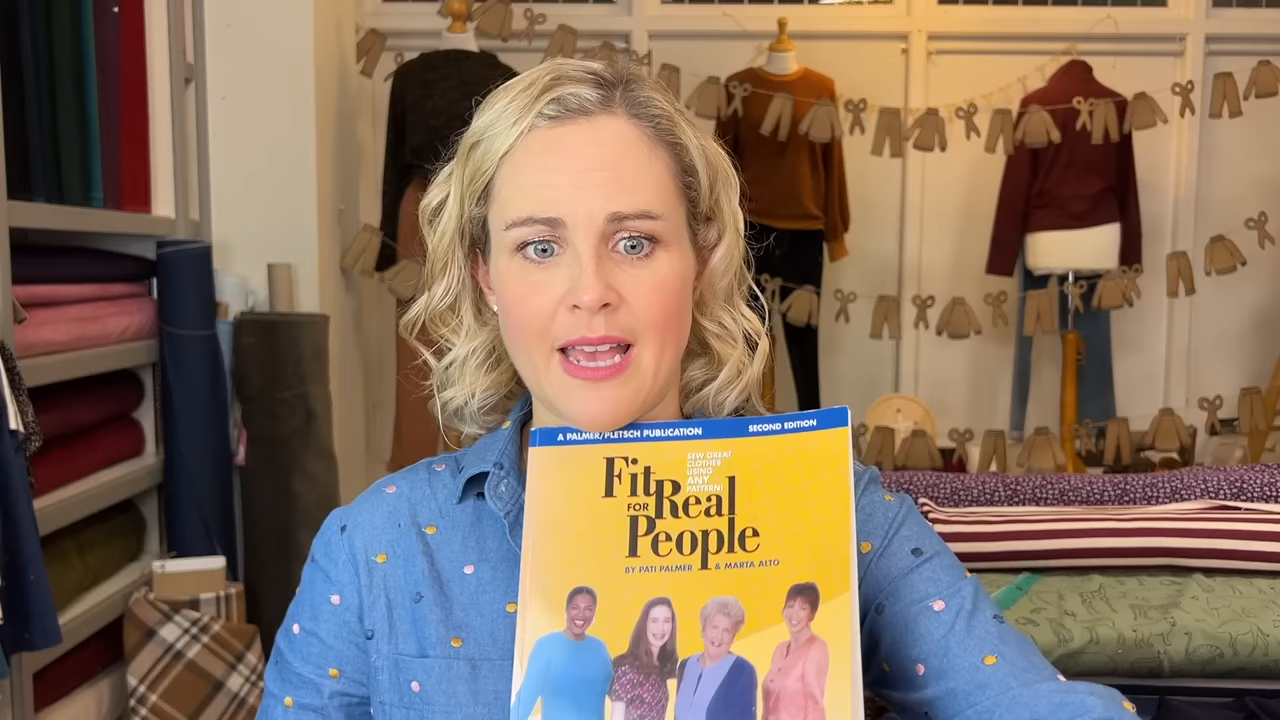 A PALMER/PLETSCH PUBLICATION SECOND EDITION
SEW GREAT
CLOTHES
USING
ANY
PATTERN!
Fit
FOR Real
People
BY PATI PALMER & MARTA ALTO